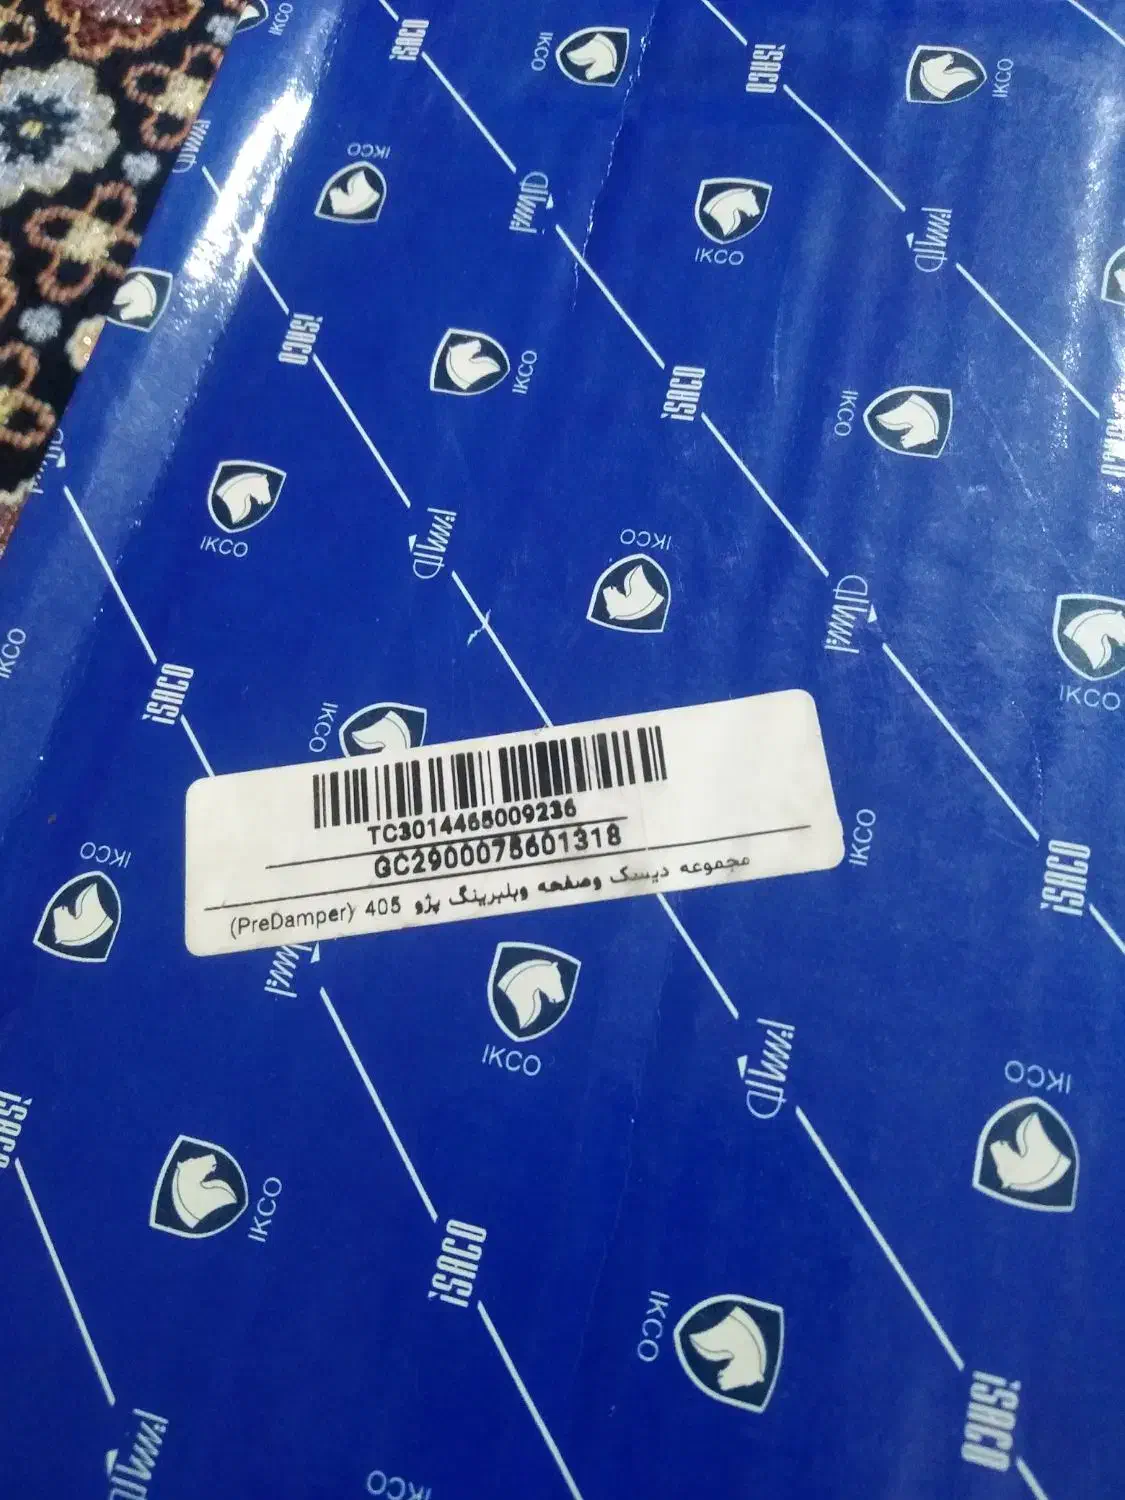 iSACO
IKCO
ایساکو
TC3014465009236
GC2900075601318
مجموعه دیسک وصفحه وبلبرینگ پژو 405 (PreDamper)